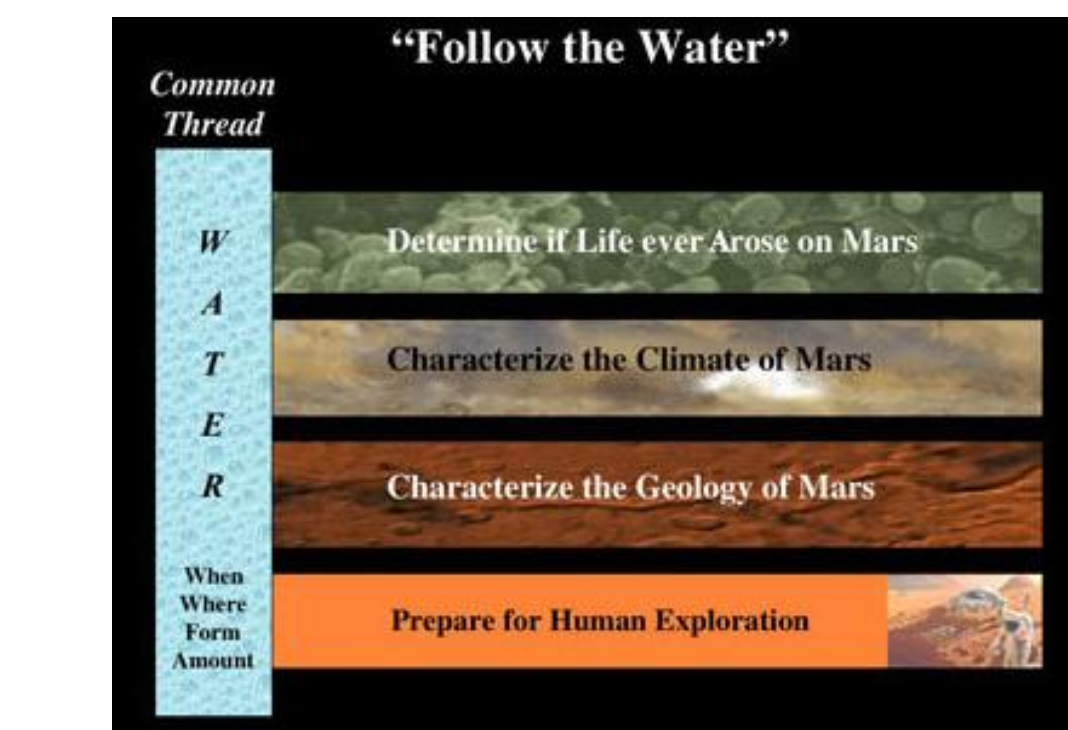 “Follow the Water”
Common
Thread
W
A
T
E
R
When
Where
Form
Amount
Determine if Life ever Arose on Mars
Characterize the Climate of Mars
Characterize the Geology of Mars
Prepare for Human Exploration